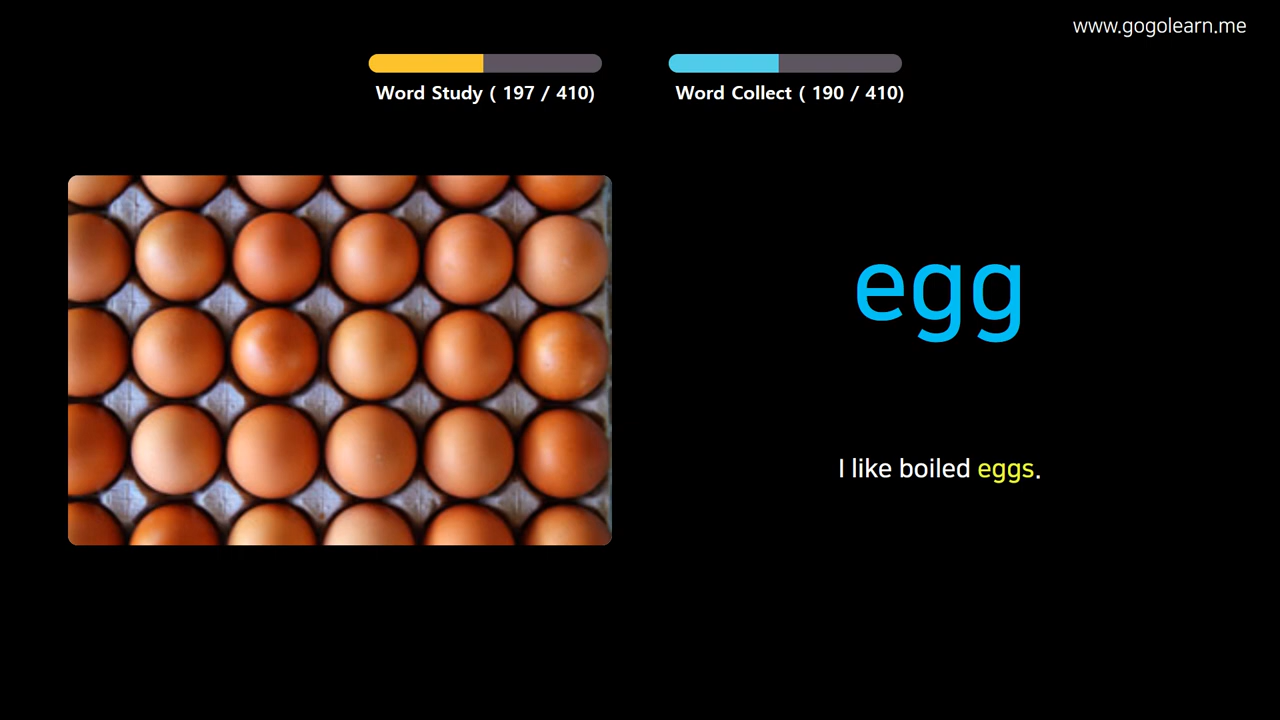 www.gogolearn.me
Word Study ( 197 / 410)
Word Collect ( 190 / 410)
egg
I like boiled eggs.